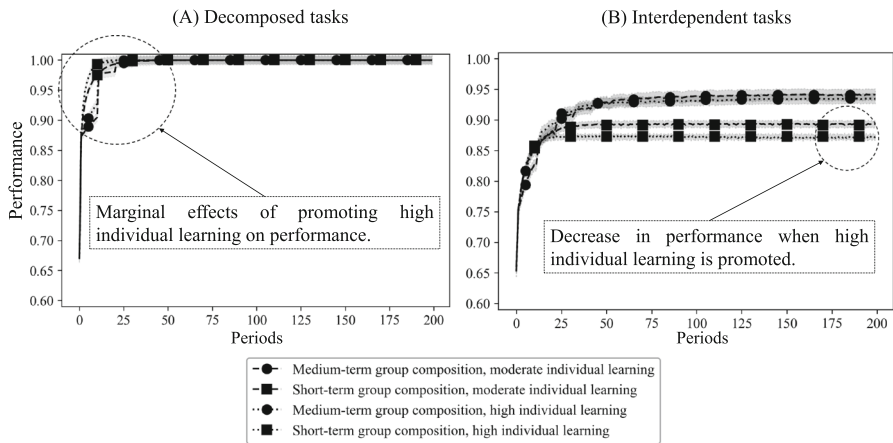 (A) Decomposed tasks
(B) Interdependent tasks
Performance
1.00
0.95
0.90
0.85
0.80
0.75
0.70
0.65
0.60
Marginal effects of promoting high
individual learning on performance.
0 25 50 75 100 125 150 175 200
Periods
1.00
0.95
0.90
0.85
0.80
0.75
0.70
0.65
0.60
Decrease in performance when high
individual learning is promoted.
0 25 50 75 100 125 150 175 200
Periods
Medium-term group composition, moderate individual learning
Short-term group composition, moderate individual learning
Medium-term group composition, high individual learning
Short-term group composition, high individual learning